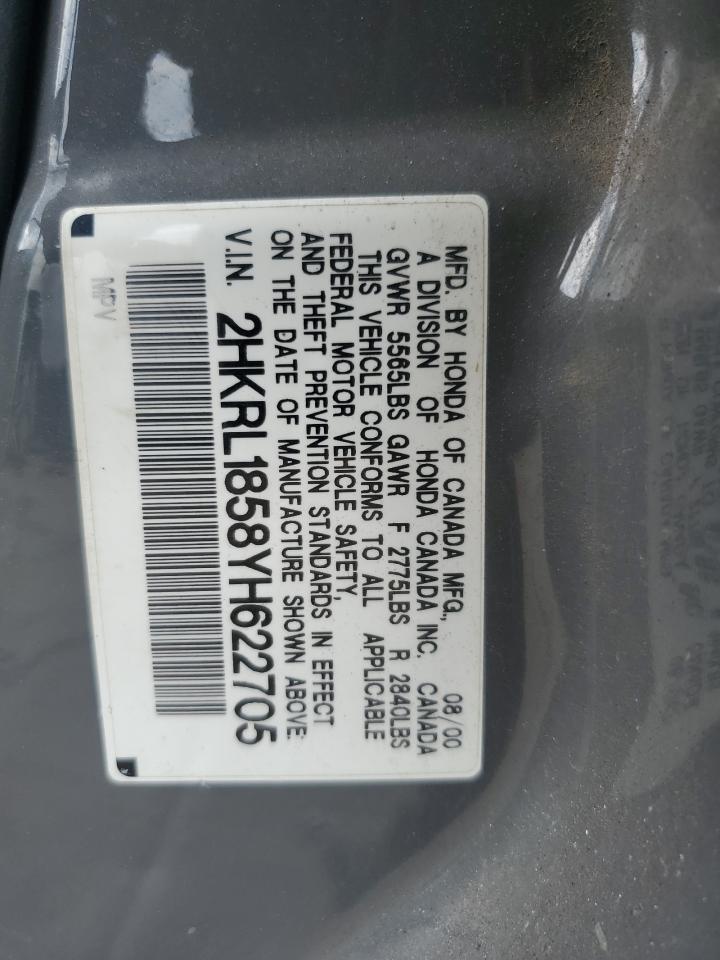 MFD. BY HONDA OF CANADA MFG., 08/00
A DIVISION OF HONDA CANADA INC. CANADA
GVWR 5565LBS GAWR F 2775LBS R 2840LBS
THIS VEHICLE CONFORMS TO ALL APPLICABLE
FEDERAL MOTOR VEHICLE SAFETY,
AND THEFT PREVENTION STANDARDS IN EFFECT
ON THE DATE OF MANUFACTURE SHOWN ABOVE.
V.I.N. 2HKRL1858YH622705
MPV